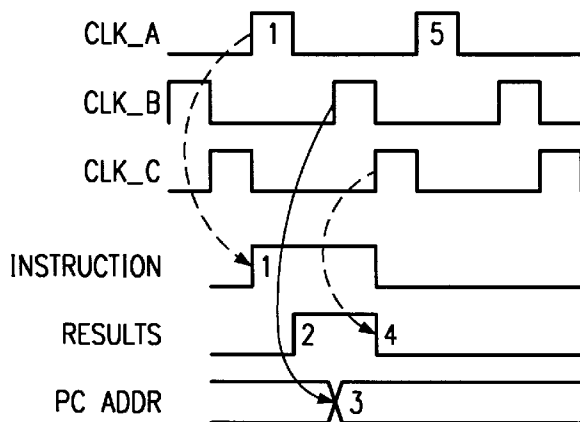 CLK_A 1 5
CLK_B
CLK_C
INSTRUCTION 1
RESULTS 2 4
PC ADDR 3